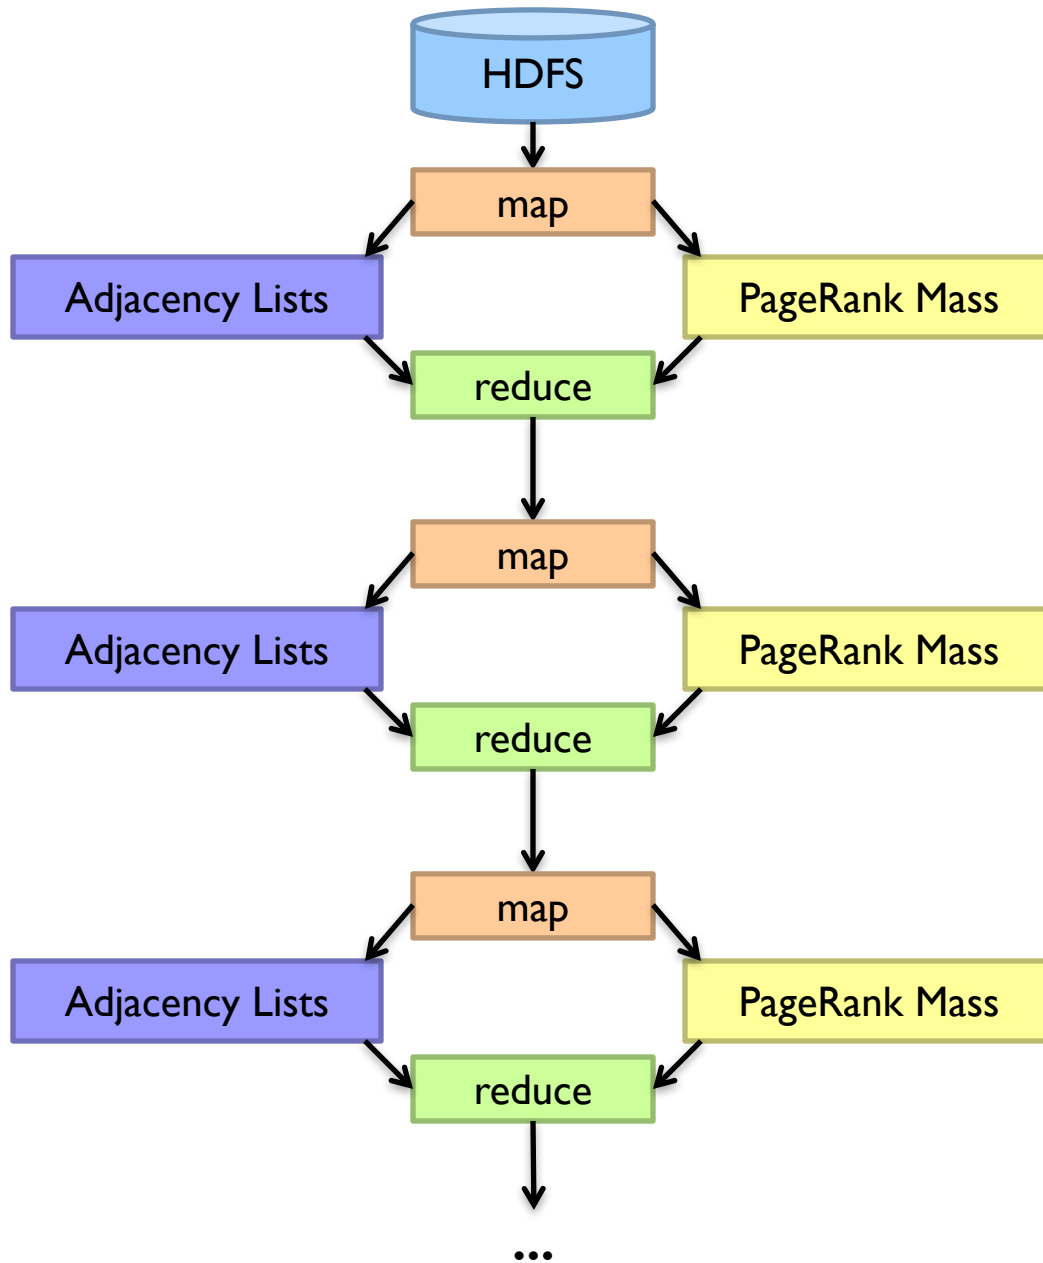 HDFS
map
Adjacency Lists
PageRank Mass
reduce
map
Adjacency Lists
PageRank Mass
reduce
map
Adjacency Lists
PageRank Mass
reduce
...